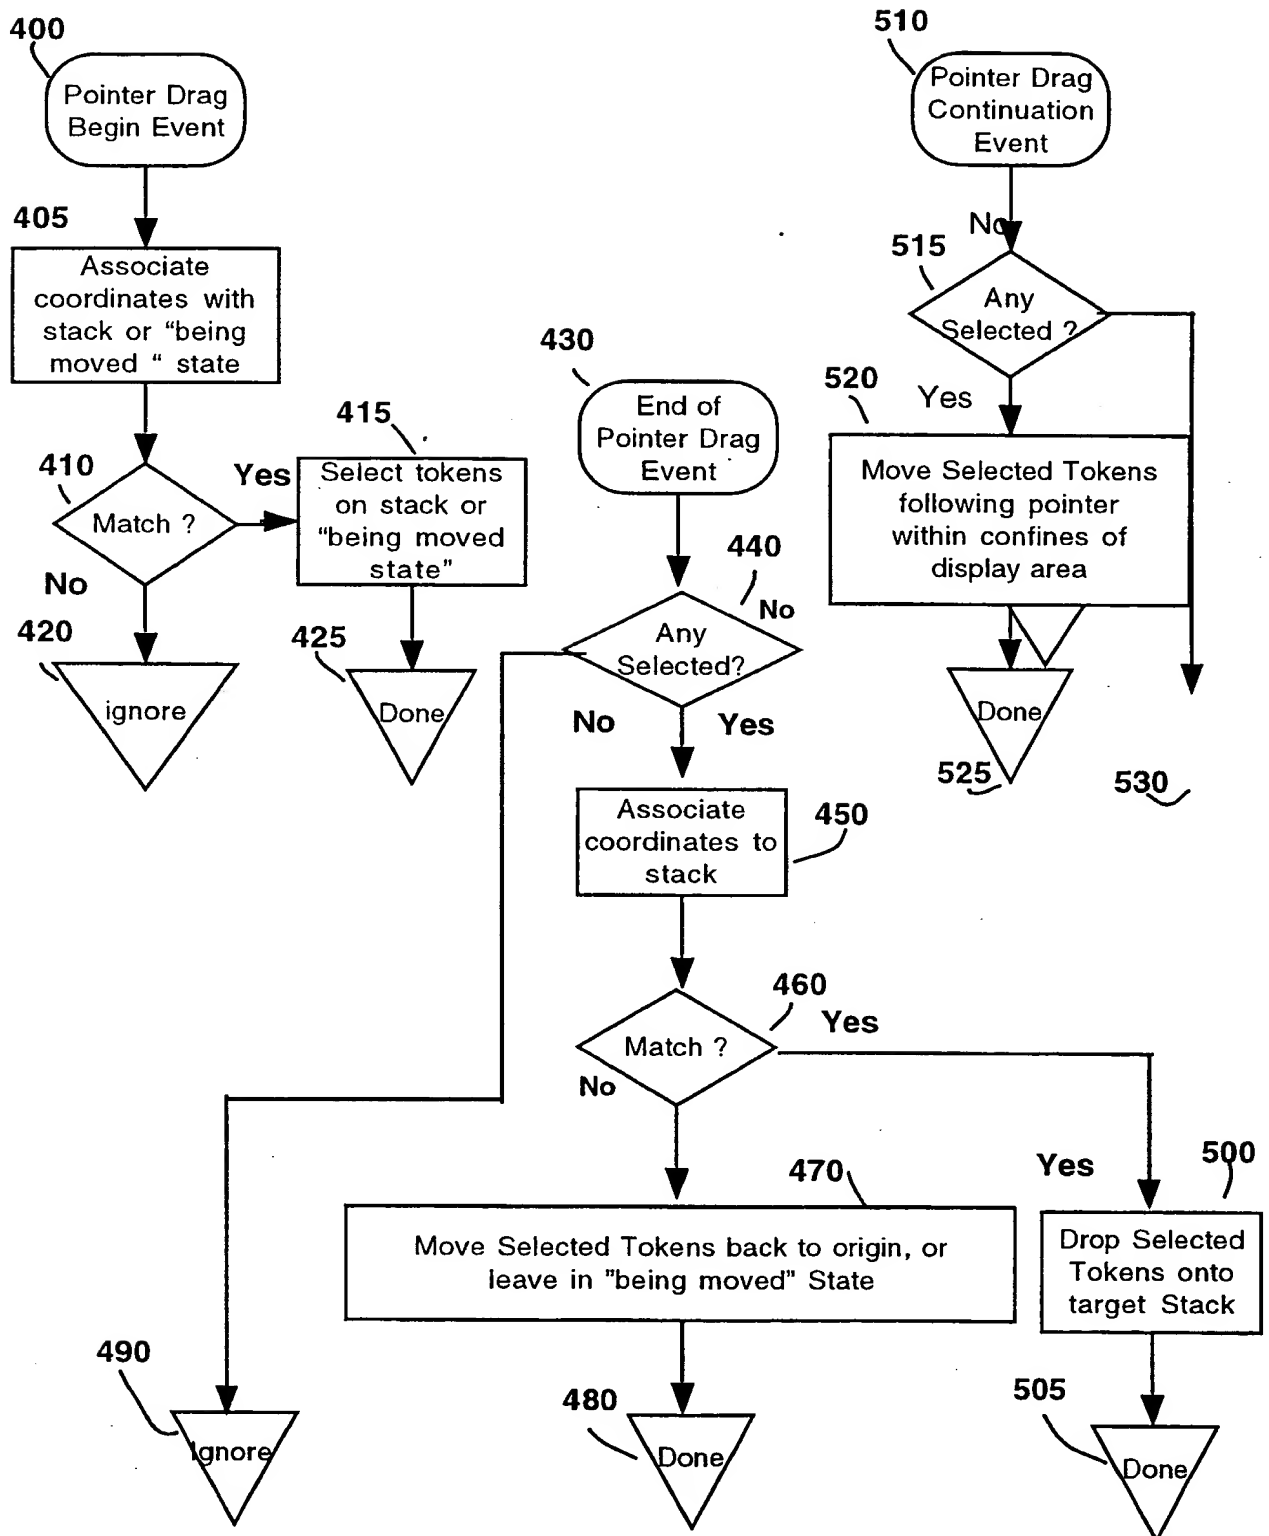 400
Pointer Drag
Begin Event
405
Associate
coordinates with
stack or “being
moved “ state
410
Match ?
Yes
No
415
Select tokens
on stack or
“being moved
state”
420
ignore
425
Done
430
End of
Pointer Drag
Event
440
No
Any
Selected?
No
Yes
450
Associate
coordinates to
stack
460
Match ?
Yes
No
470
Move Selected Tokens back to origin, or
leave in ”being moved” State
480
Done
490
Ignore
Yes
500
Drop Selected
Tokens onto
target Stack
505
Done
510
Pointer Drag
Continuation
Event
No
515
Any
Selected ?
Yes
520
Move Selected Tokens
following pointer
within confines of
display area
Done
525
530